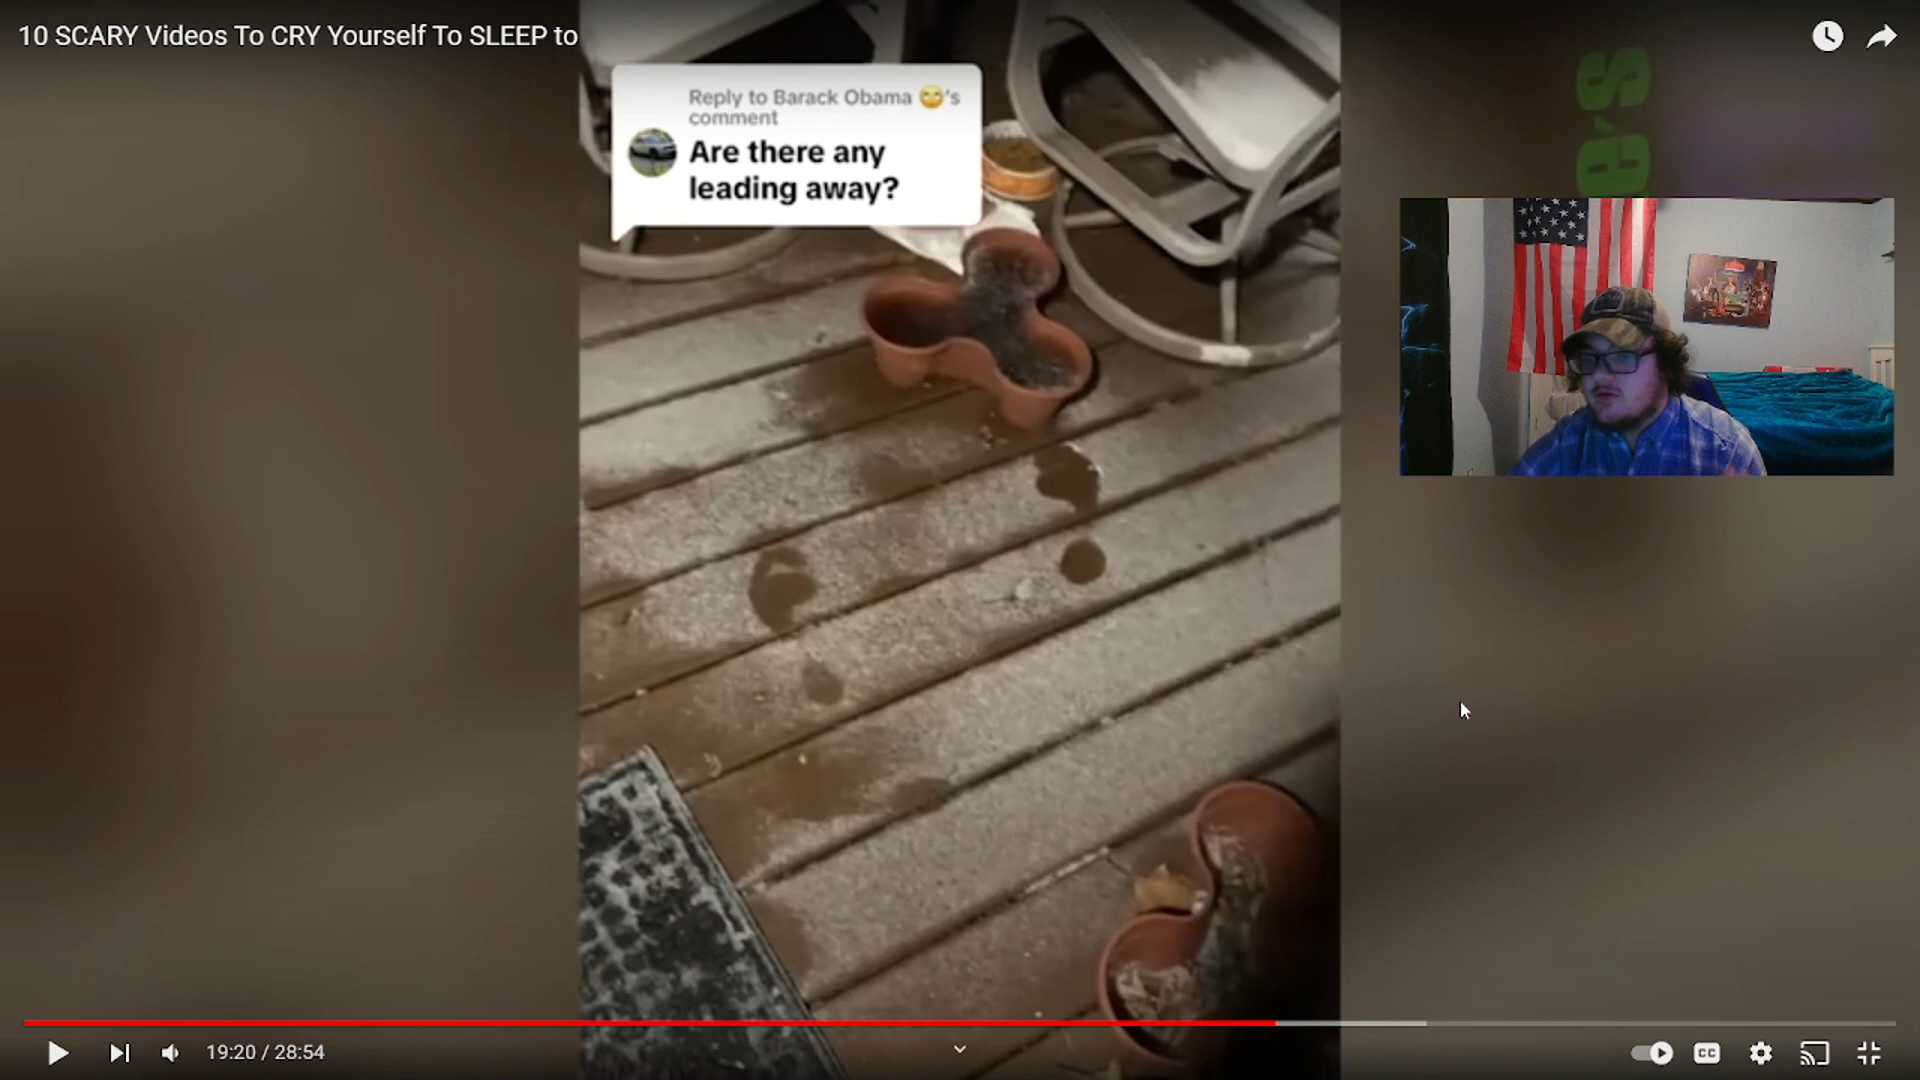 10 SCARY Videos To CRY Yourself To SLEEP to
Reply to Barack Obama 🙄's
comment
Are there any
leading away?
e's
19:20 / 28:54
CC